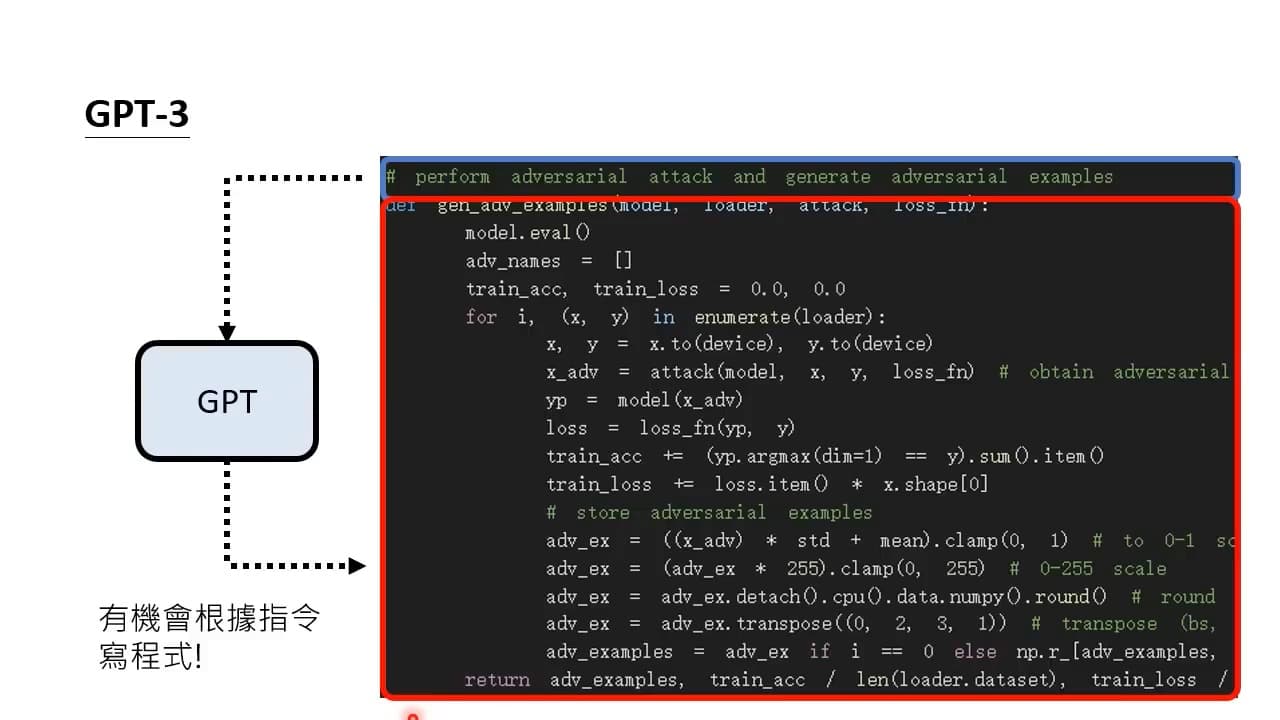 GPT-3
# perform adversarial attack and generate adversarial examples
def gen_adv_examples(model, loader, attack, loss_fn):
model.eval()
adv_names = []
train_acc, train_loss = 0.0, 0.0
for i, (x, y) in enumerate(loader):
x, y = x.to(device), y.to(device)
x_adv = attack(model, x, y, loss_fn) # obtain adversarial
yp = model(x_adv)
loss = loss_fn(yp, y)
train_acc += (yp.argmax(dim=1) == y).sum().item()
train_loss += loss.item() * x.shape[0]
# store adversarial examples
adv_ex = ((x_adv) * std + mean).clamp(0, 1) # to 0-1 sc
adv_ex = (adv_ex * 255).clamp(0, 255) # 0-255 scale
adv_ex = adv_ex.detach().cpu().data.numpy().round() # round
adv_ex = adv_ex.transpose((0, 2, 3, 1)) # transpose (bs,
adv_examples = adv_ex if i == 0 else np.r_[adv_examples,
return adv_examples, train_acc / len(loader.dataset), train_loss /
GPT
有機會根據指令
寫程式!